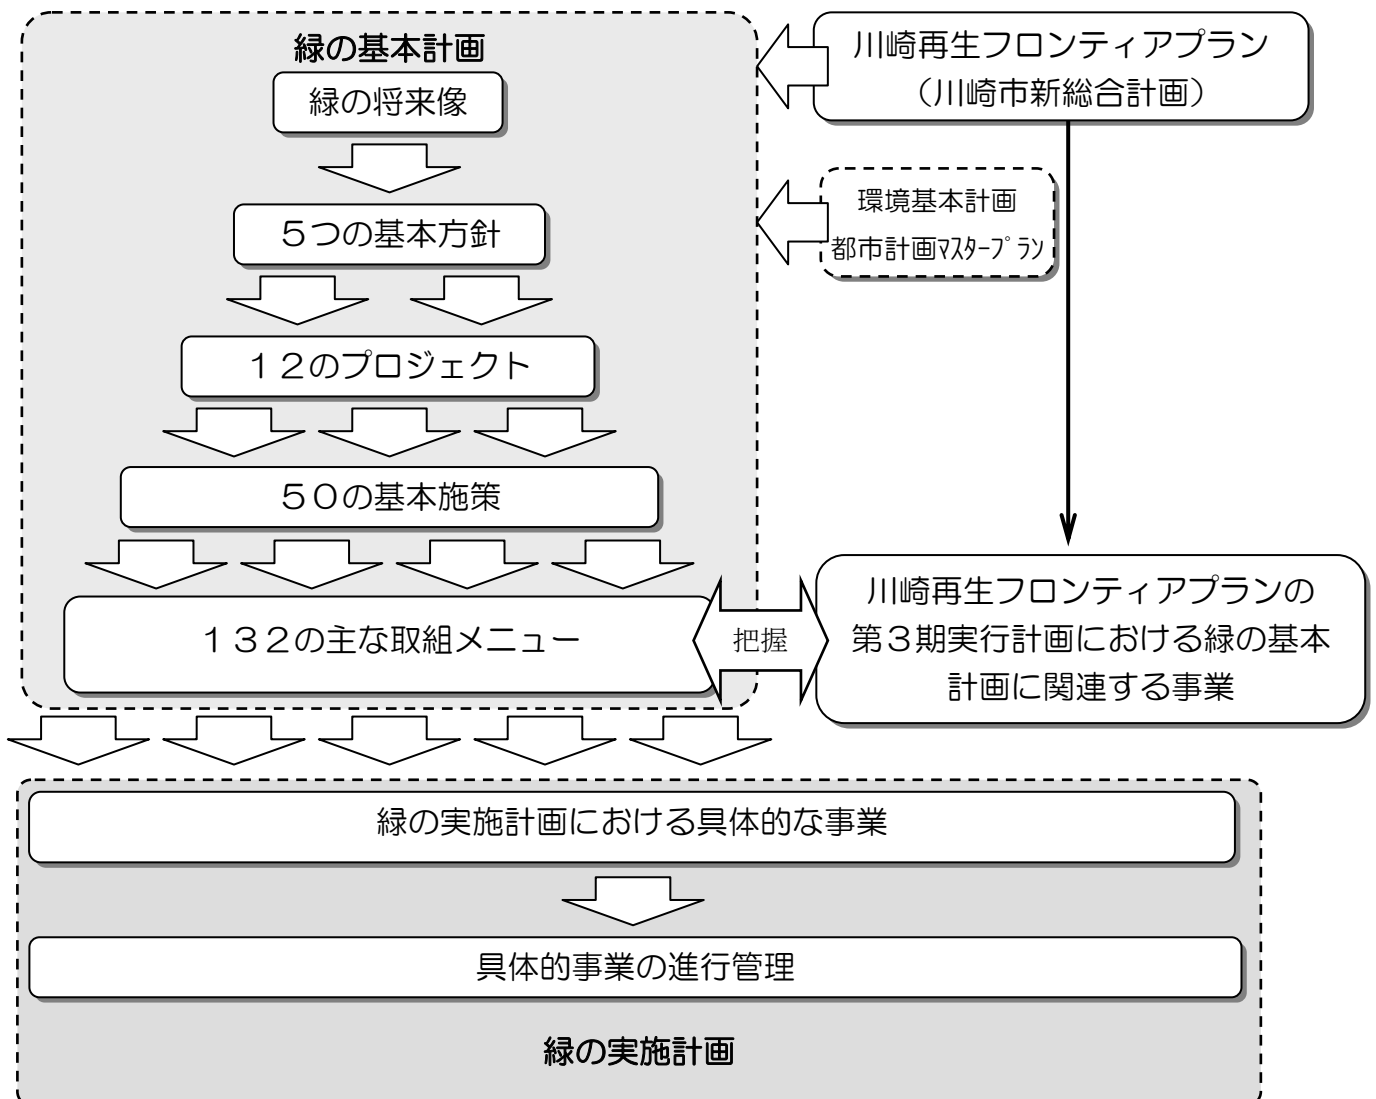 緑の基本計画
緑の将来像
５つの基本方針
１２のプロジェクト
５０の基本施策
１３２の主な取組メニュー
川崎再生フロンティアプラン
（川崎市新総合計画）
環境基本計画
都市計画ﾏｽﾀｰﾌﾟﾗﾝ
把握
川崎再生フロンティアプランの
第３期実行計画における緑の基本
計画に関連する事業
緑の実施計画における具体的な事業
具体的事業の進行管理
緑の実施計画